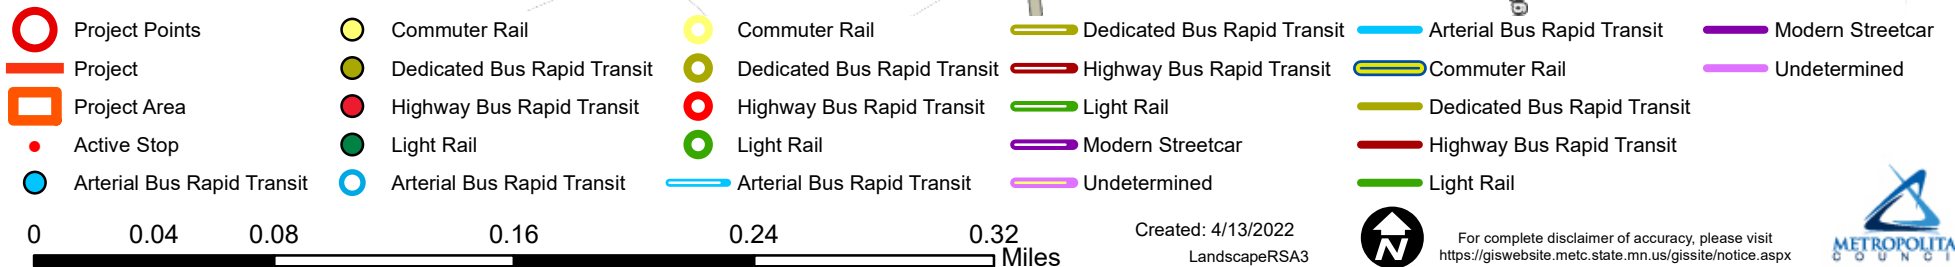 Project Points
Project
Project Area
Active Stop
Arterial Bus Rapid Transit
Commuter Rail
Dedicated Bus Rapid Transit
Highway Bus Rapid Transit
Light Rail
Arterial Bus Rapid Transit
Commuter Rail
Dedicated Bus Rapid Transit
Highway Bus Rapid Transit
Light Rail
Arterial Bus Rapid Transit
Dedicated Bus Rapid Transit
Highway Bus Rapid Transit
Light Rail
Modern Streetcar
Undetermined
Arterial Bus Rapid Transit
Commuter Rail
Dedicated Bus Rapid Transit
Highway Bus Rapid Transit
Light Rail
Modern Streetcar
Undetermined
0 0.04 0.08 0.16 0.24 0.32
Miles
Created: 4/13/2022
LandscapeRSA3
N
For complete disclaimer of accuracy, please visit
https://giswebsite.metc.state.mn.us/gissite/notice.aspx
METROPOLITA
COUNCI